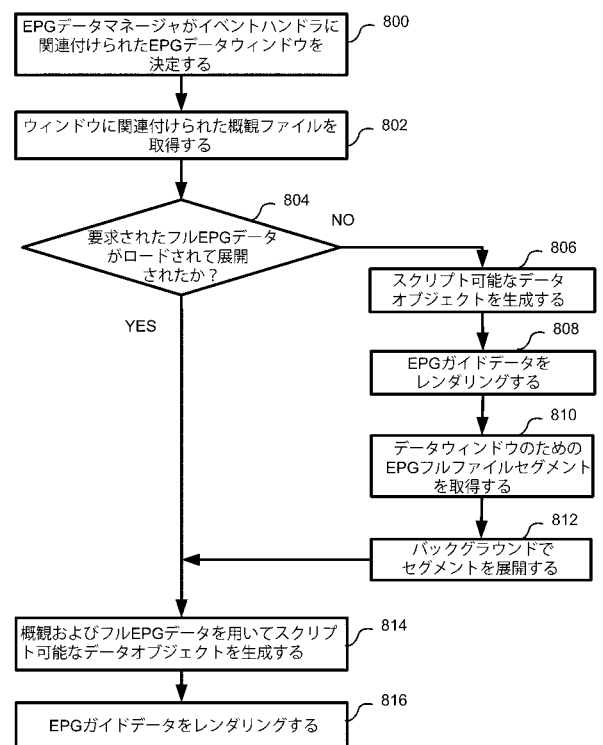 EPGデータマネージャがイベントハンドラに
関連付けられたEPGデータウィンドウを
決定する
800
ウィンドウに関連付けられた概観ファイルを
取得する
802
804
要求されたフルEPGデータ
がロードされて展開
されたか？
NO
YES
806
スクリプト可能なデータ
オブジェクトを生成する
808
EPGガイドデータを
レンダリングする
810
データウィンドウのための
EPGフルファイルセグメント
を取得する
812
バックグラウンドで
セグメントを展開する
概観およびフルEPGデータを用いてスクリプ
ト可能なデータオブジェクトを生成する
814
EPGガイドデータをレンダリングする
816